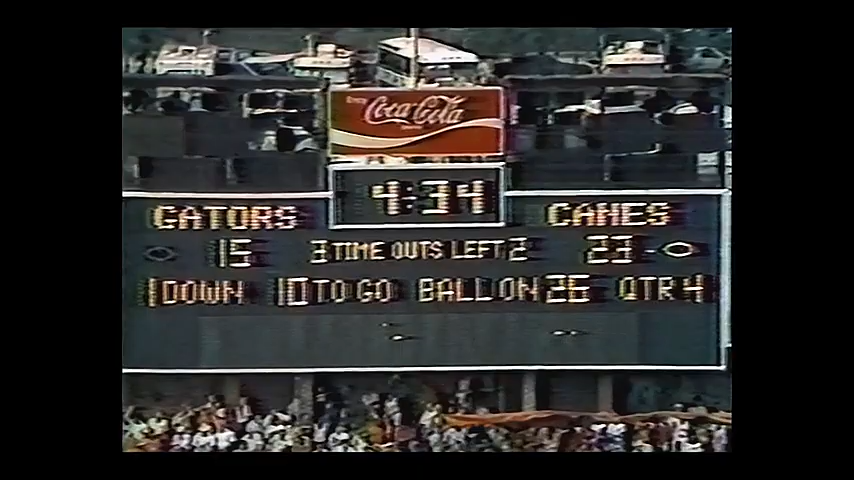 Enjoy
Coca-Cola
4:34
GATORS CANES
15 3 TIME OUTS LEFT 2 23
1 DOWN 10 TO GO BALL ON 26 QTR 4